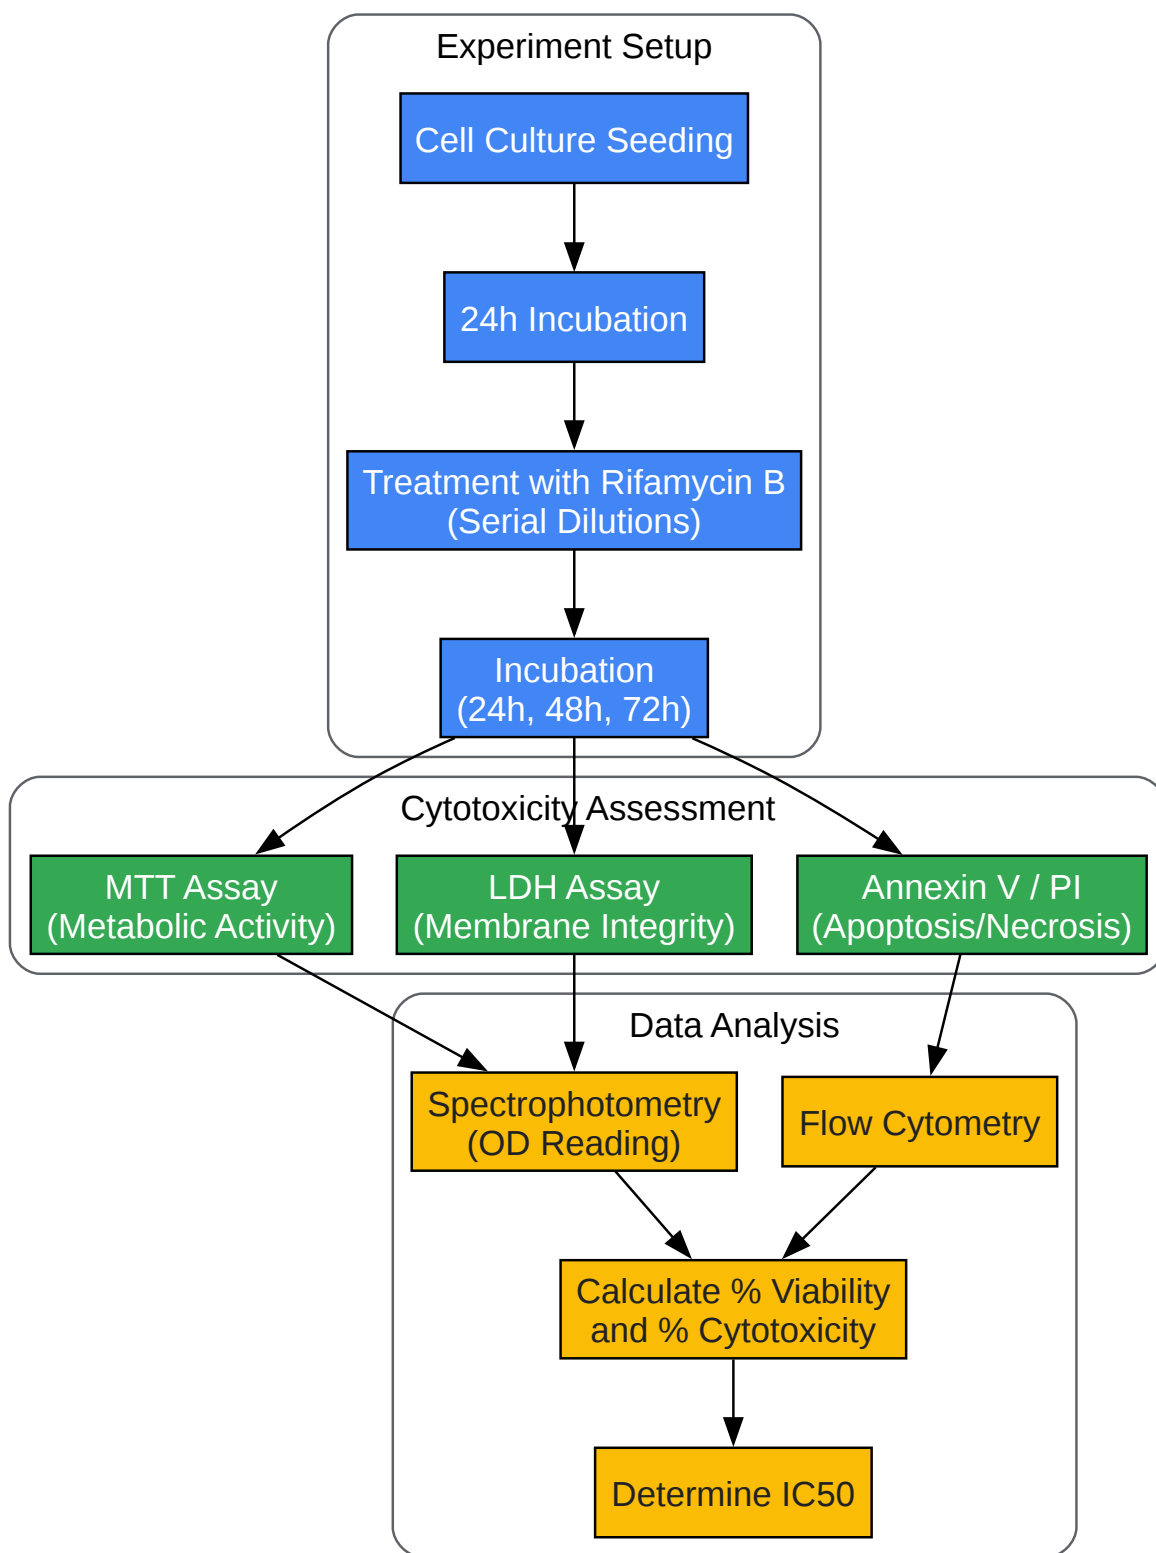 Experiment Setup
Cell Culture Seeding
24h Incubation
Treatment with Rifamycin B
(Serial Dilutions)
Incubation
(24h, 48h, 72h)
Cytotoxicity Assessment
MTT Assay
(Metabolic Activity)
LDH Assay
(Membrane Integrity)
Annexin V / PI
(Apoptosis/Necrosis)
Data Analysis
Spectrophotometry
(OD Reading)
Flow Cytometry
Calculate % Viability
and % Cytotoxicity
Determine IC50